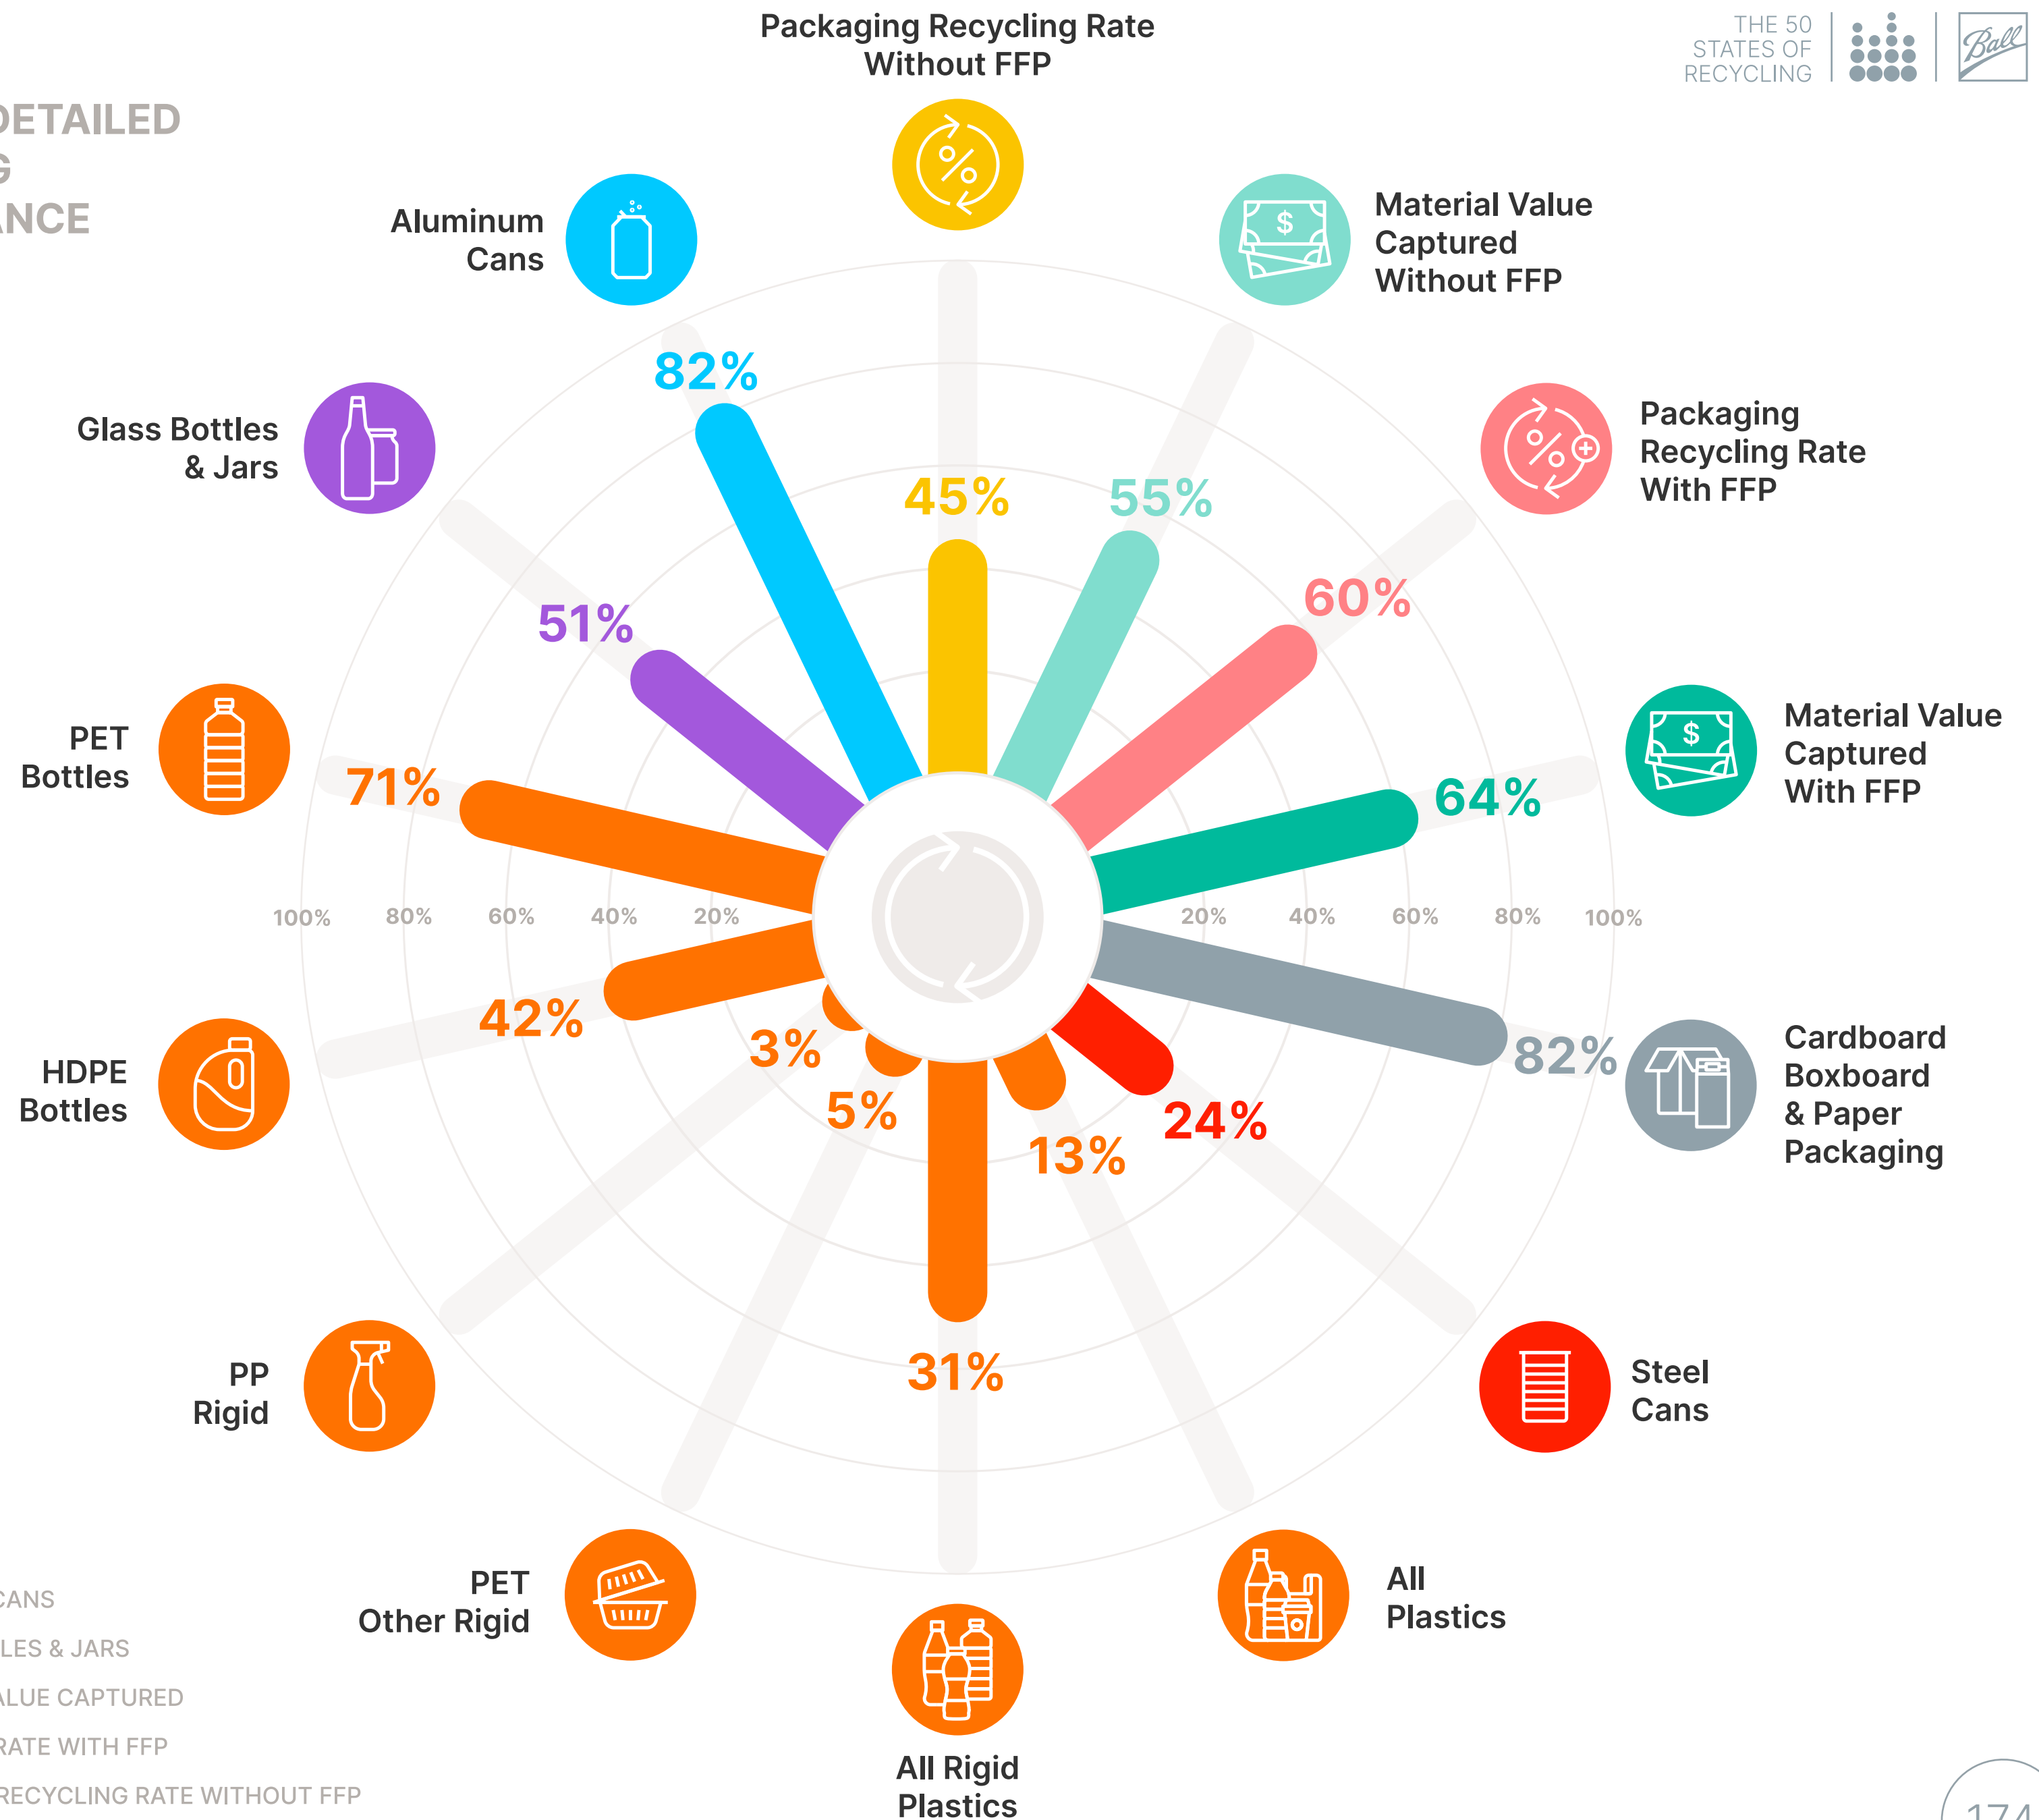 Packaging Recycling Rate
Without FFP
THE 50
STATES OF
RECYCLING
Ball
DETAILED
G
ANCE
Aluminum
Cans
$
Material Value
Captured
Without FFP
82%
Glass Bottles
& Jars
45%
55%
Packaging
Recycling Rate
With FFP
51%
60%
PET
Bottles
71%
64%
$
Material Value
Captured
With FFP
100% 80% 60% 40% 20% 20% 40% 60% 80% 100%
HDPE
Bottles
42%
3%
5%
13%
24%
82%
Cardboard
Boxboard
& Paper
Packaging
PP
Rigid
31%
Steel
Cans
PET
Other Rigid
All
Plastics
All Rigid
Plastics
CANS
LES & JARS
ALUE CAPTURED
RATE WITH FFP
RECYCLING RATE WITHOUT FFP
174